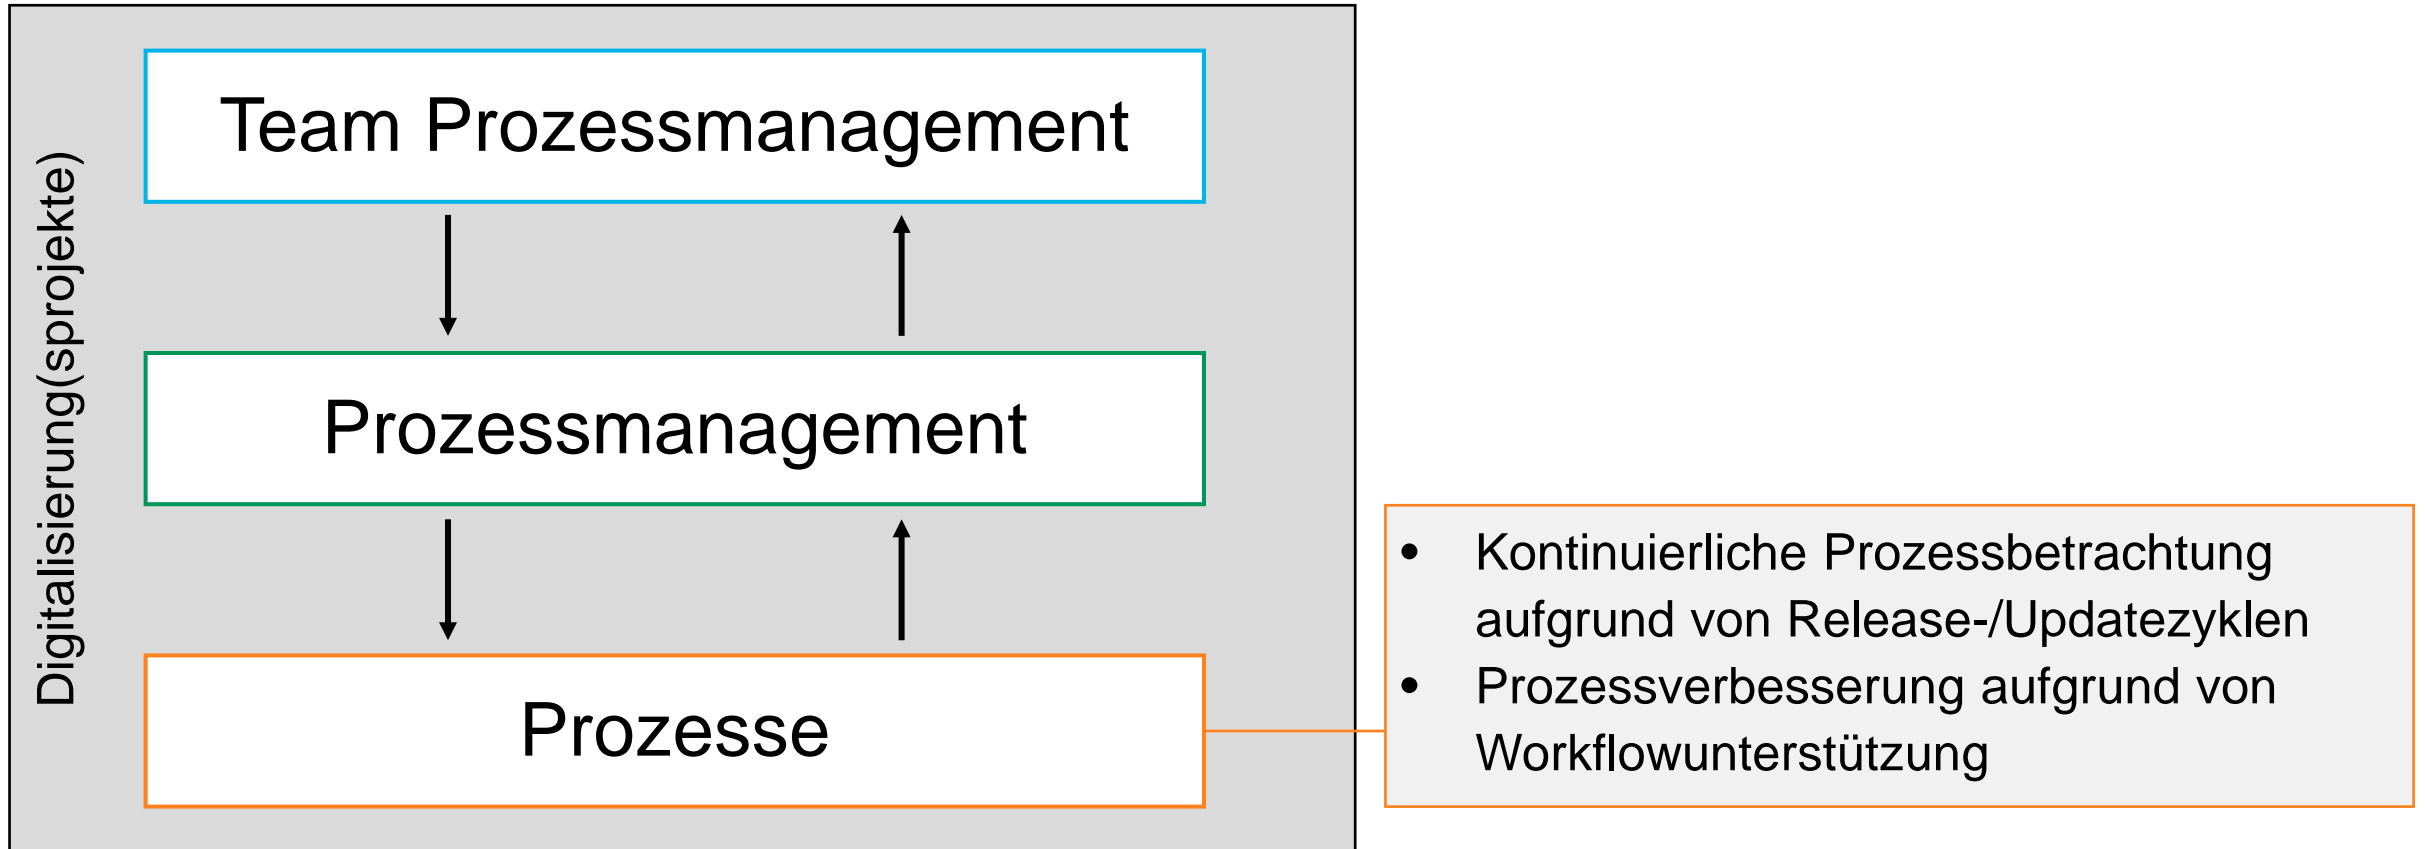 Digitalisierung(sprojekte)
Team Prozessmanagement
Prozessmanagement
Prozesse
• Kontinuierliche Prozessbetrachtung
aufgrund von Release-/Updatezyklen
• Prozessverbesserung aufgrund von
Workflowunterstützung